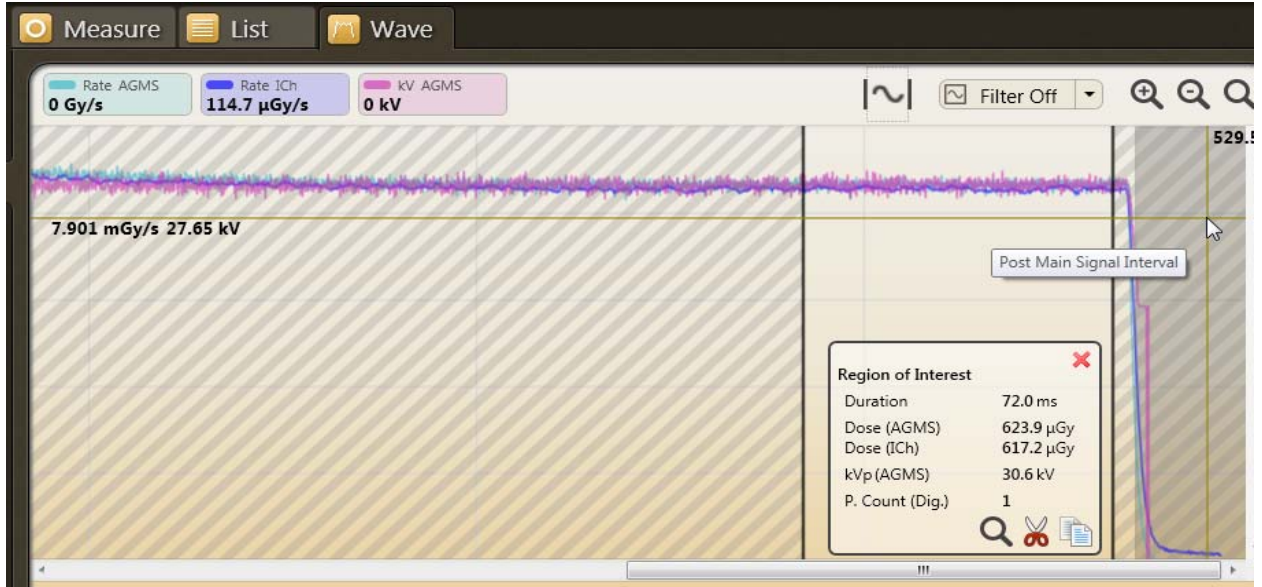 Measure List Wave
Rate AGMS Rate ICh kV AGMS
0 Gy/s 114.7 µGy/s 0 kV
Filter Off
529.5
7.901 mGy/s 27.65 kV
Post Main Signal Interval
Region of Interest
Duration 72.0 ms
Dose (AGMS) 623.9 µGy
Dose (ICh) 617.2 µGy
kVp (AGMS) 30.6 kV
P. Count (Dig.) 1